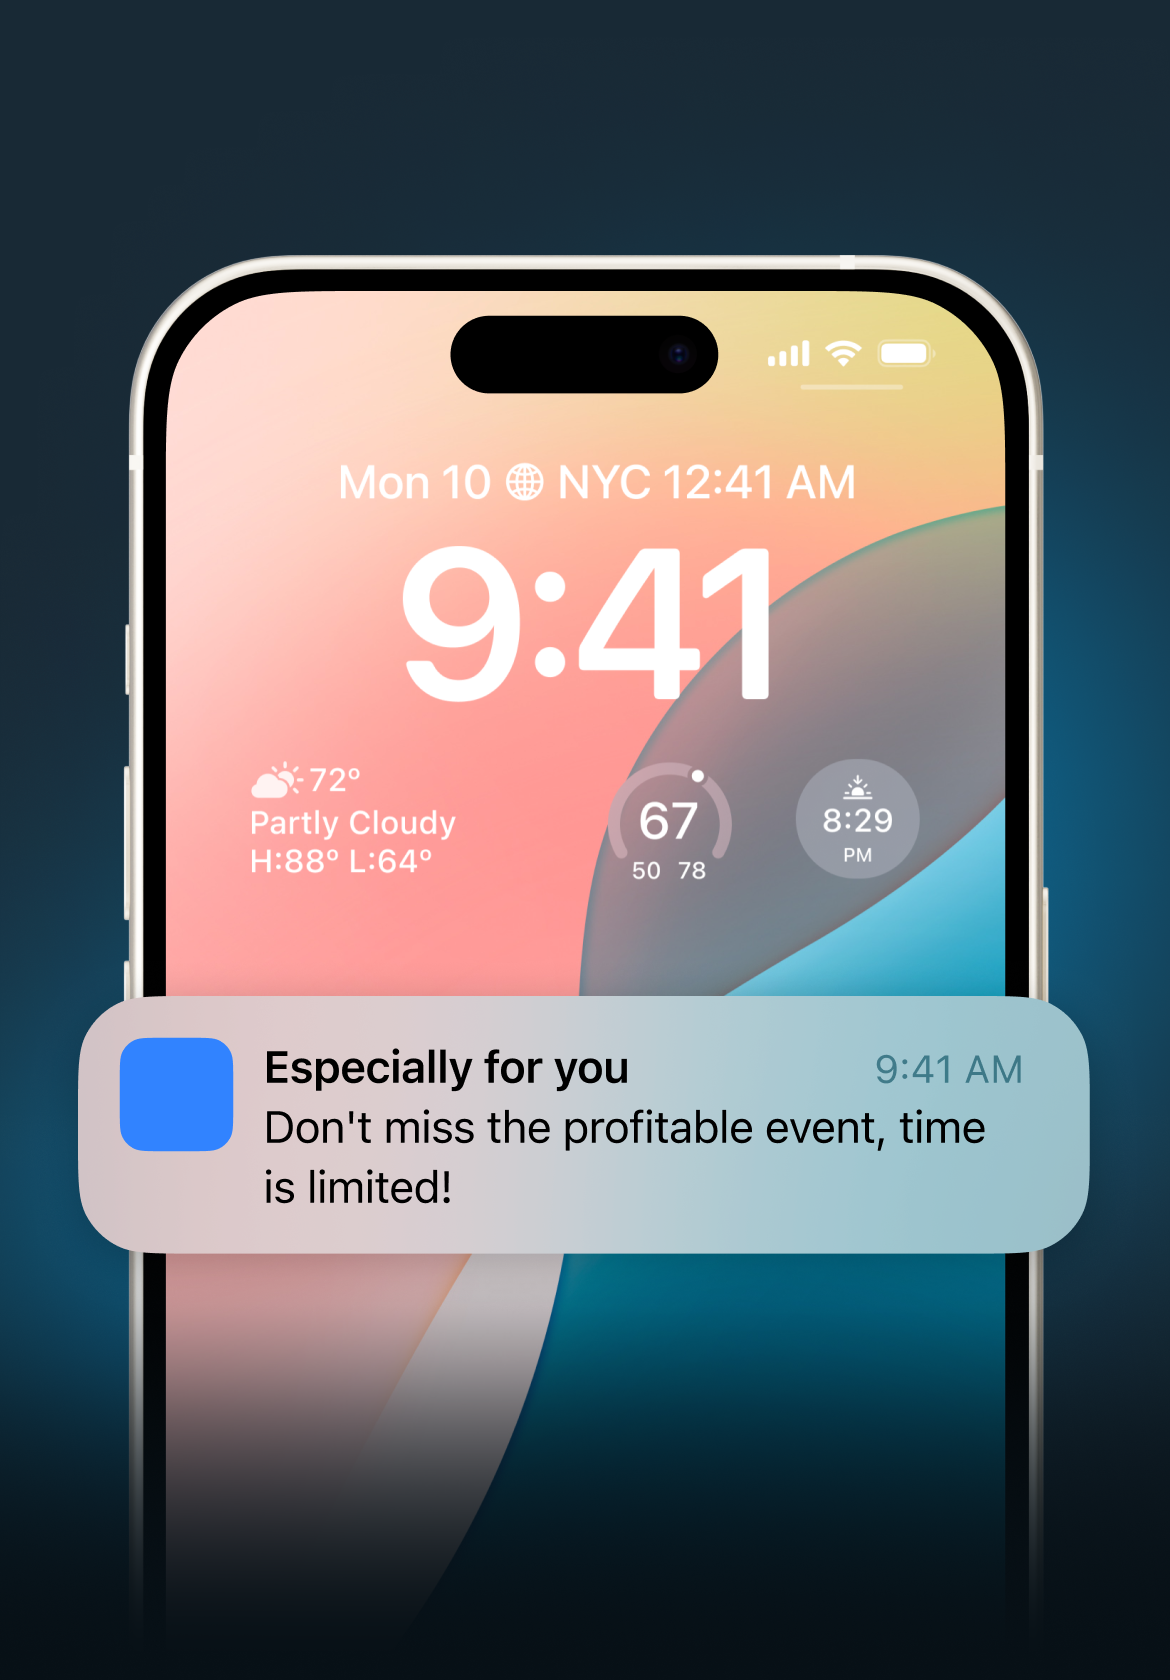 Mon 10 NYC 12:41 AM
9:41
72°
Partly Cloudy
H:88° L:64°
67
50 78
8:29
PM
Especially for you 9:41 AM
Don't miss the profitable event, time
is limited!